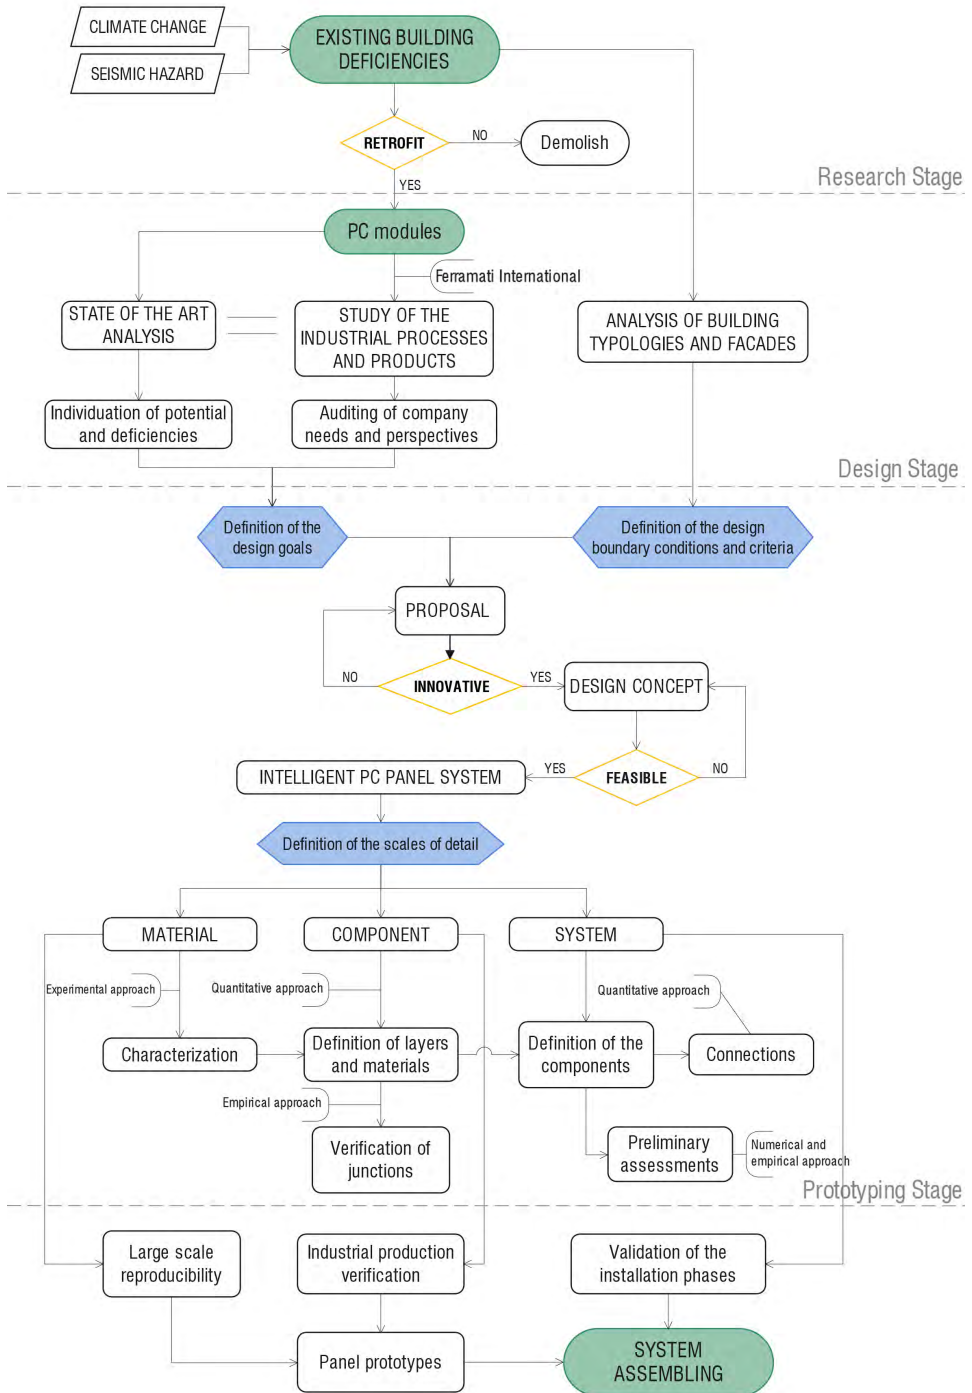 CLIMATE CHANGE
SEISMIC HAZARD
EXISTING BUILDING
DEFICIENCIES
RETROFIT
NO
Demolish
YES
Research Stage
PC modules
Ferramati International
STATE OF THE ART
ANALYSIS
STUDY OF THE
INDUSTRIAL PROCESSES
AND PRODUCTS
ANALYSIS OF BUILDING
TYPOLOGIES AND FACADES
Individuation of potential
and deficiencies
Auditing of company
needs and perspectives
Design Stage
Definition of the
design goals
Definition of the design
boundary conditions and criteria
PROPOSAL
NO
INNOVATIVE
YES
DESIGN CONCEPT
INTELLIGENT PC PANEL SYSTEM
YES
FEASIBLE
NO
Definition of the scales of detail
MATERIAL
COMPONENT
SYSTEM
Experimental approach
Quantitative approach
Quantitative approach
Characterization
Definition of layers
and materials
Definition of the
components
Connections
Empirical approach
Verification of
junctions
Preliminary
assessments
Numerical and
empirical approach
Prototyping Stage
Large scale
reproducibility
Industrial production
verification
Validation of the
installation phases
Panel prototypes
SYSTEM
ASSEMBLING